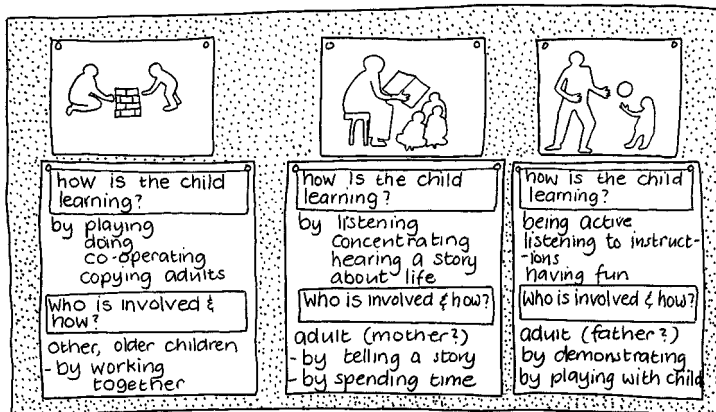 how is the child
learning?
by playing
doing
co-operating
copying adults
who is involved &
how?
other, older children
- by working
together
how is the child
learning?
by listening
concentrating
hearing a story
about life
who is involved & how?
adult (mother?)
- by telling a story
- by spending time
how is the child
learning?
being active
listening to instruct-
-ions
having fun
who is involved & how?
adult (father?)
by demonstrating
by playing with child